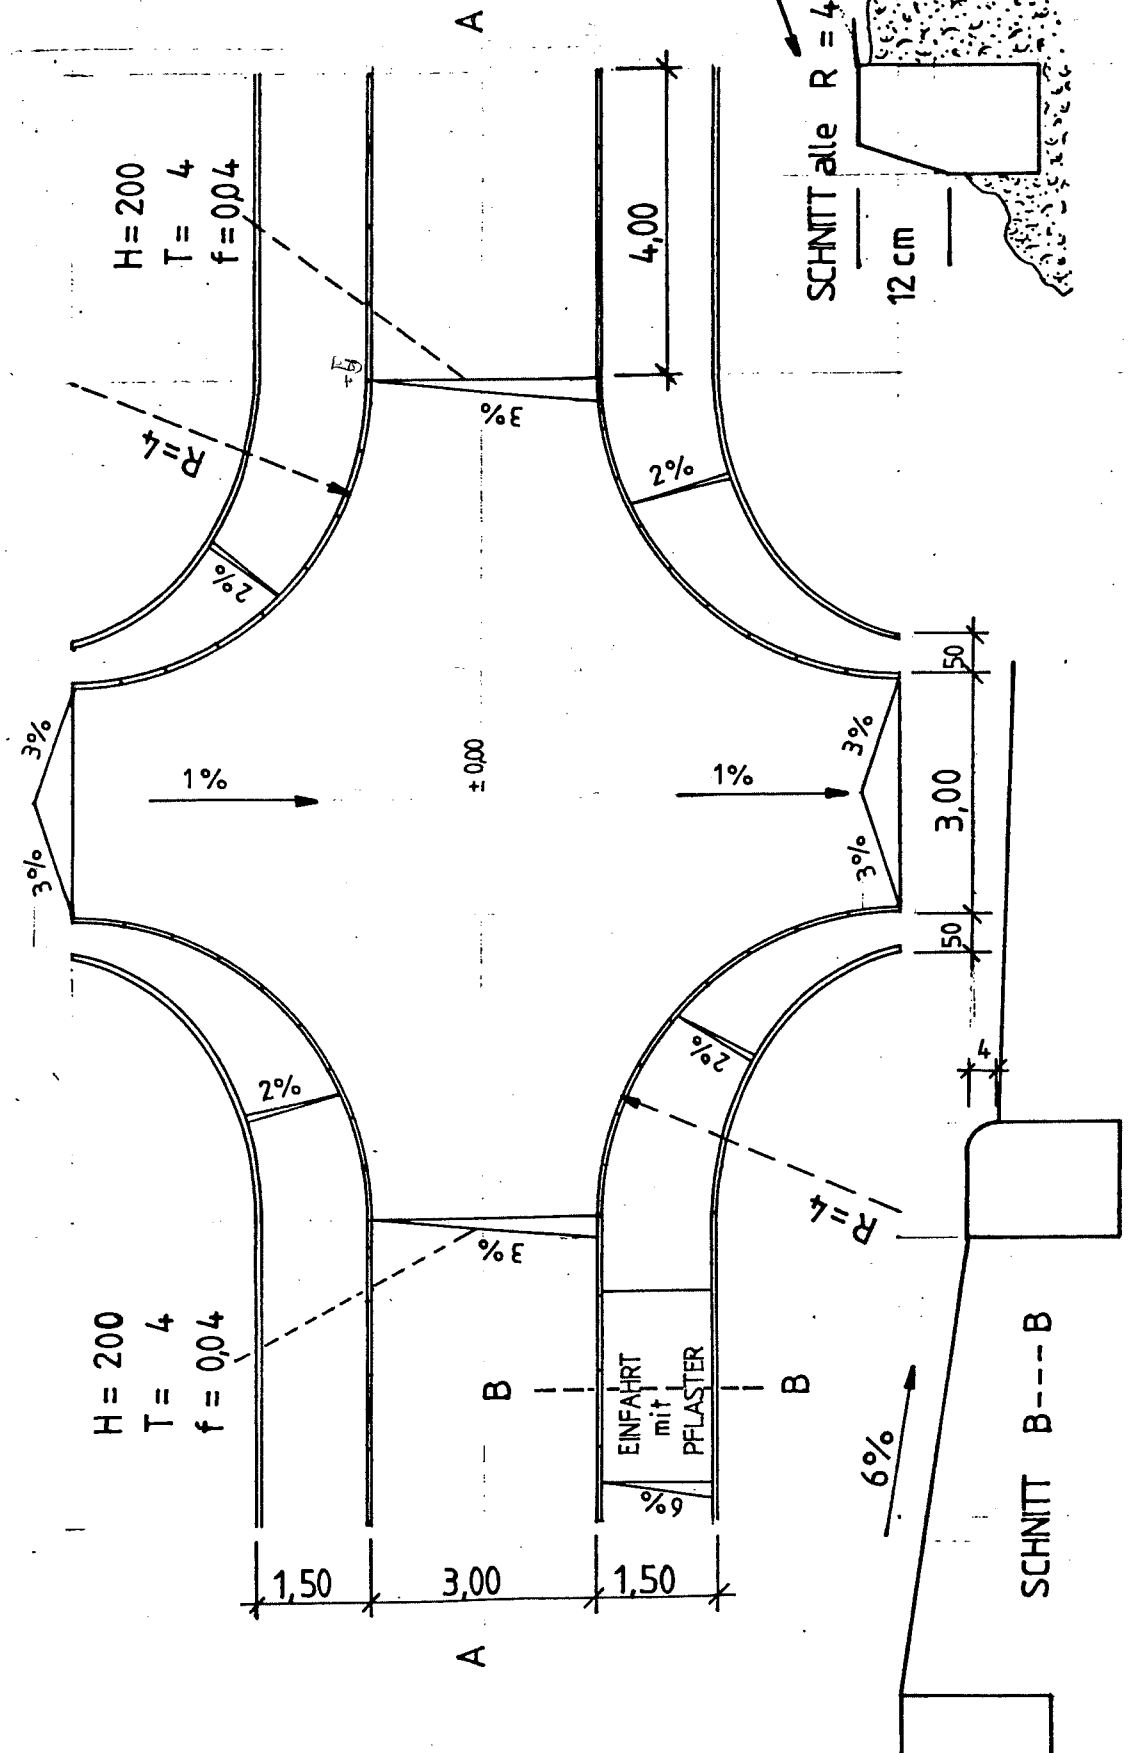 A
H = 200
T = 4
f = 0,04
R=4
3%
2%
2%
4,00
SCHNITT alle R = 4
12 cm
3%
3%
1%
± 0,00
1%
3%
3%
50
3,00
50
2%
2%
R=4
4
3%
H = 200
T = 4
f = 0,04
B
B
EINFAHRT
mit
PFLASTER
6%
6%
SCHNITT B---B
1,50
3,00
1,50
A